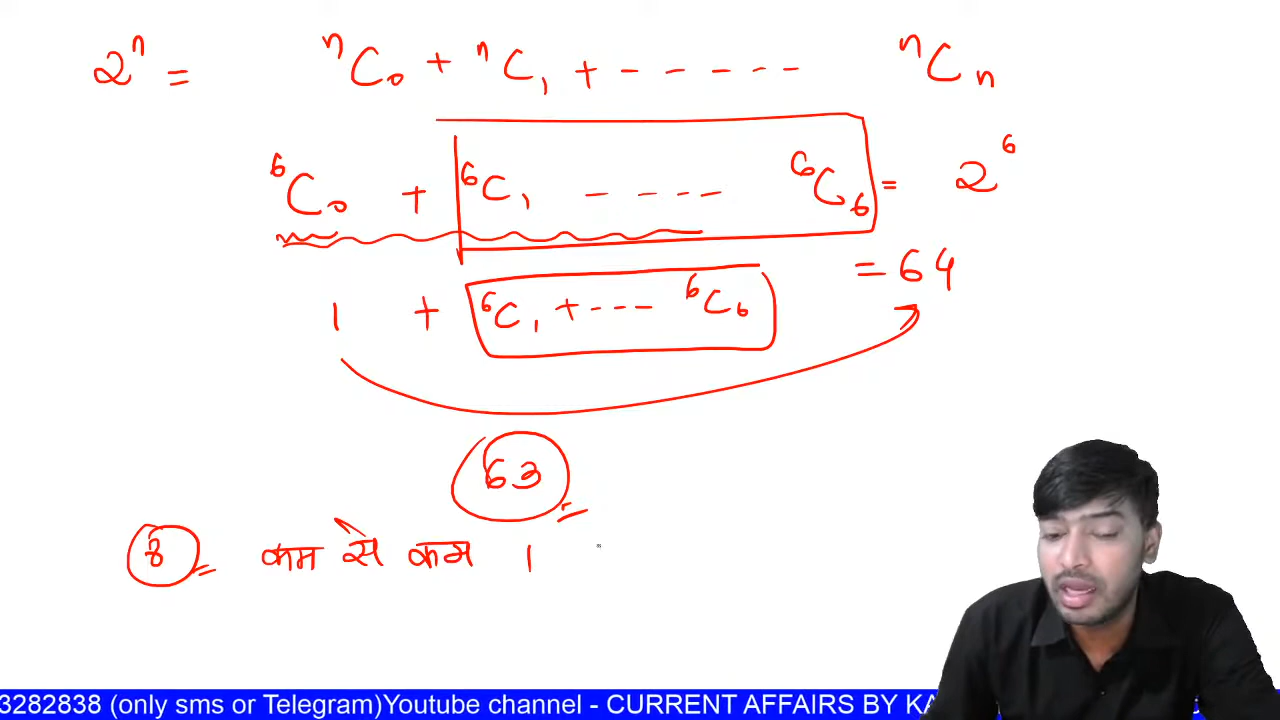 2ⁿ = ⁿC₀ + ⁿC₁ + - - - - - ⁿCₙ
⁶C₀ + ⁶C₁ - - - - ⁶C₆ = 2⁶
= 64
1 + ⁶C₁ + - - - ⁶C₆
63
8 कम से कम 1
3282838 (only sms or Telegram)Youtube channel - CURRENT AFFAIRS BY KA